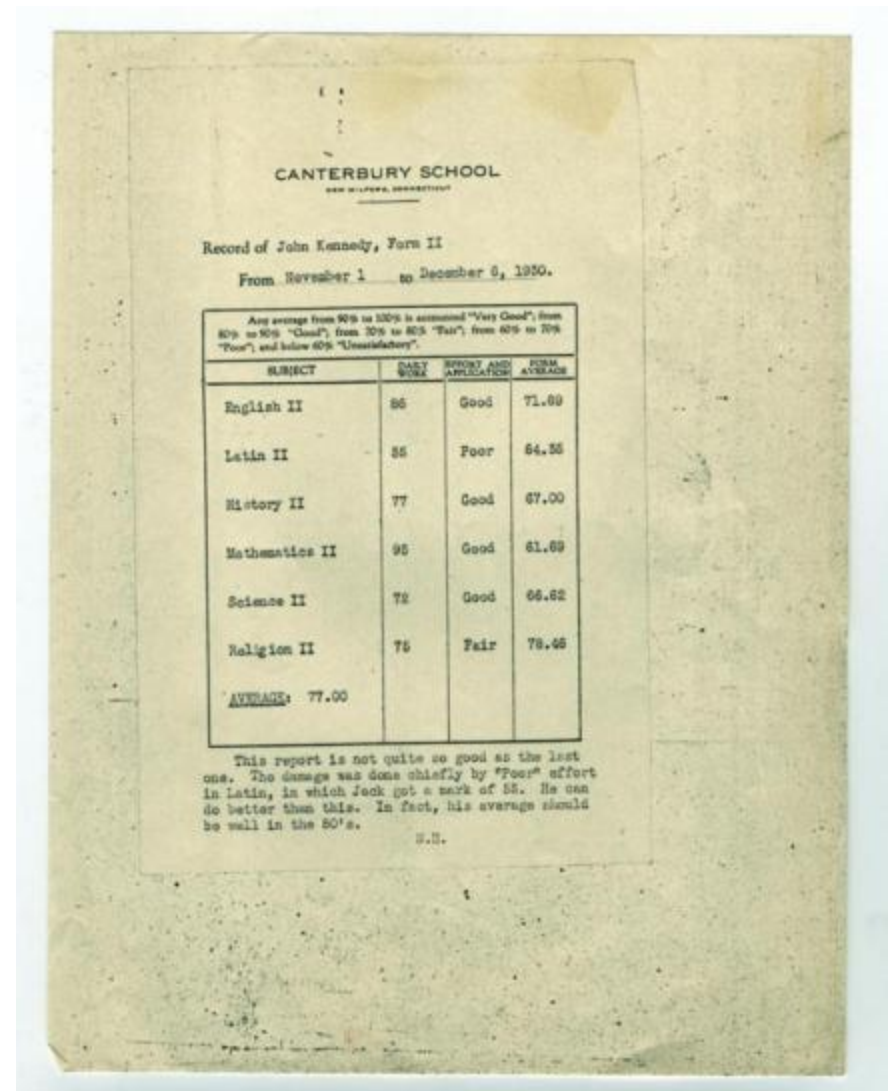 CANTERBURY SCHOOL
NEW MILFORD, CONNECTICUT
Record of John Kennedy, Form II
From November 1 to December 6, 1930.
Any average from 90% to 100% is accounted "Very Good"; from
80% to 90% "Good"; from 70% to 80% "Fair"; from 60% to 70%
"Poor"; and below 60% "Unsatisfactory".
SUBJECT DAILY WORK EFFORT AND APPLICATION FORM AVERAGE
English II 86 Good 71.69
Latin II 55 Poor 64.35
History II 77 Good 67.00
Mathematics II 95 Good 61.69
Science II 72 Good 66.62
Religion II 75 Fair 78.46
AVERAGE: 77.00
This report is not quite so good as the last
one. The damage was done chiefly by "Poor" effort
in Latin, in which Jack got a mark of 55. He can
do better than this. In fact, his average should
be well in the 80's.
N.H.